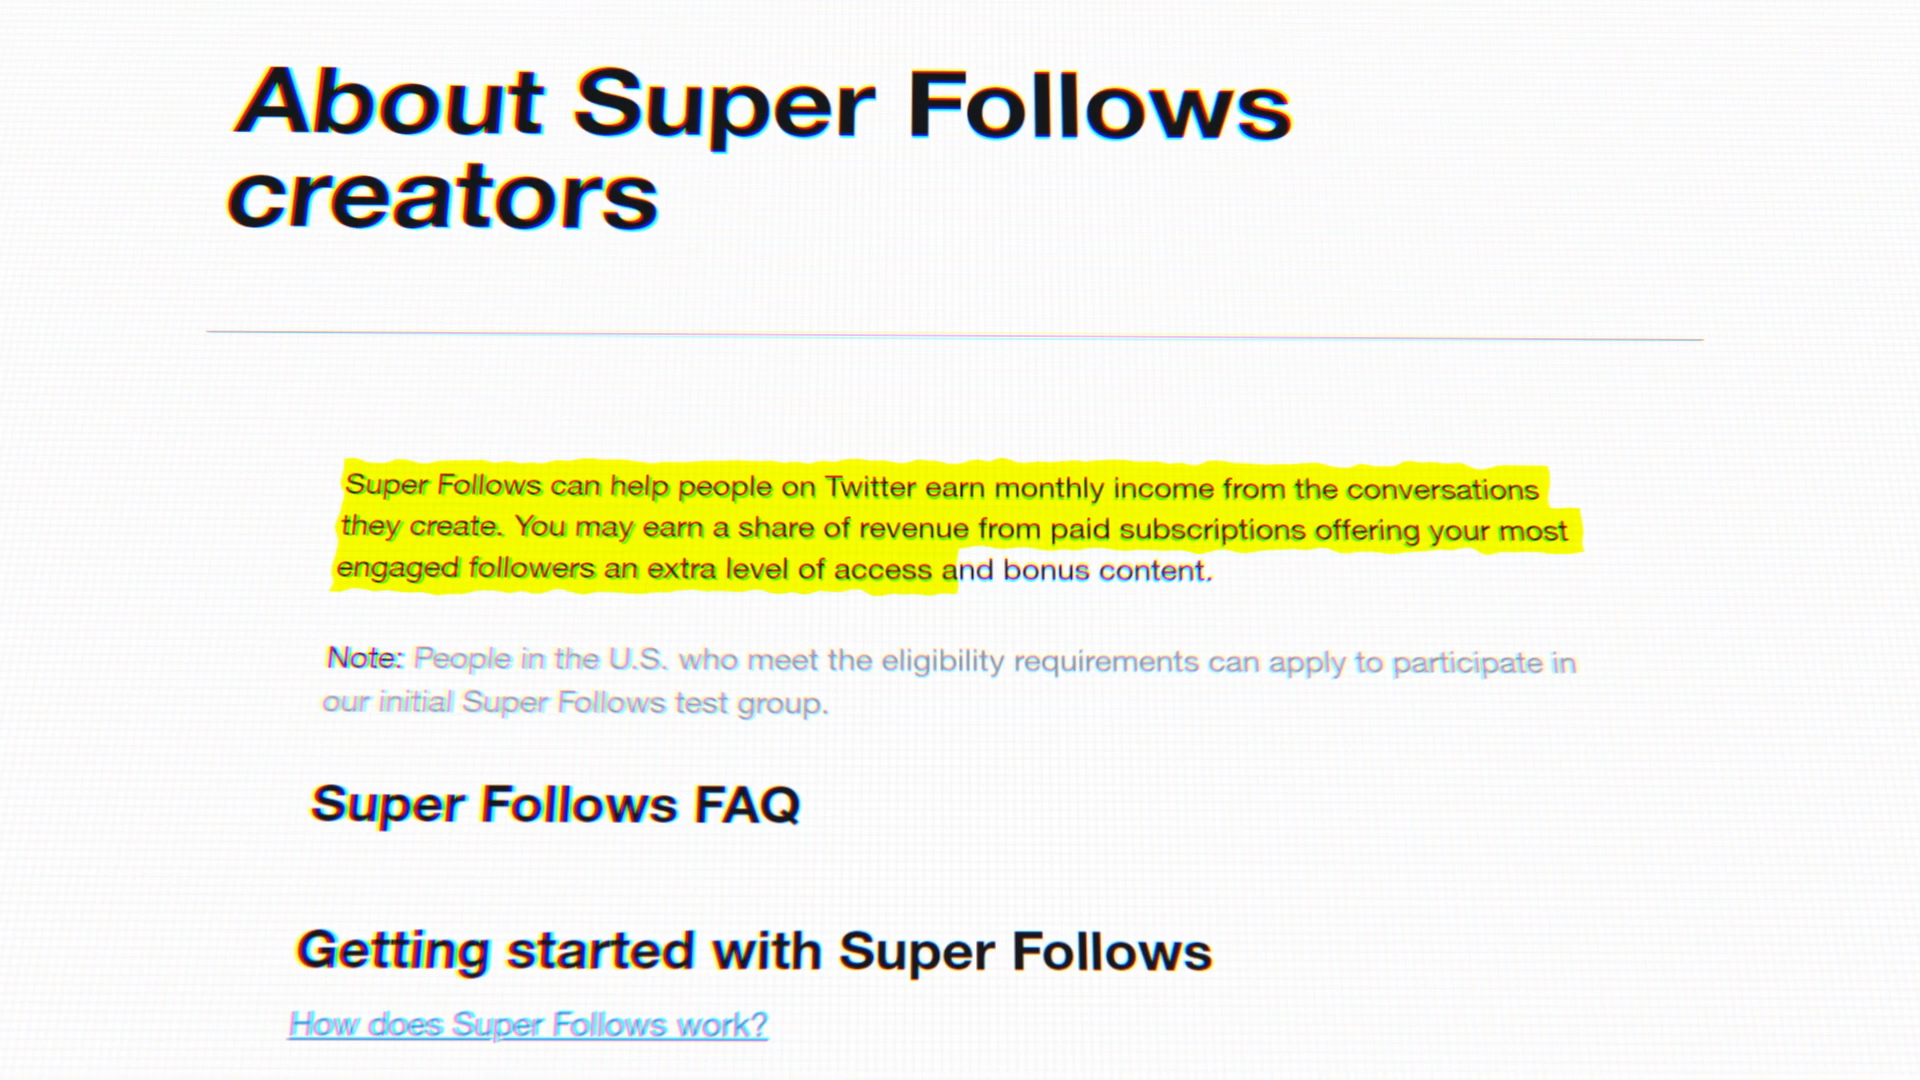 About Super Follows
creators
Super Follows can help people on Twitter earn monthly income from the conversations
they create. You may earn a share of revenue from paid subscriptions offering your most
engaged followers an extra level of access and bonus content.
Note: People in the U.S. who meet the eligibility requirements can apply to participate in
our initial Super Follows test group.
Super Follows FAQ
Getting started with Super Follows
How does Super Follows work?